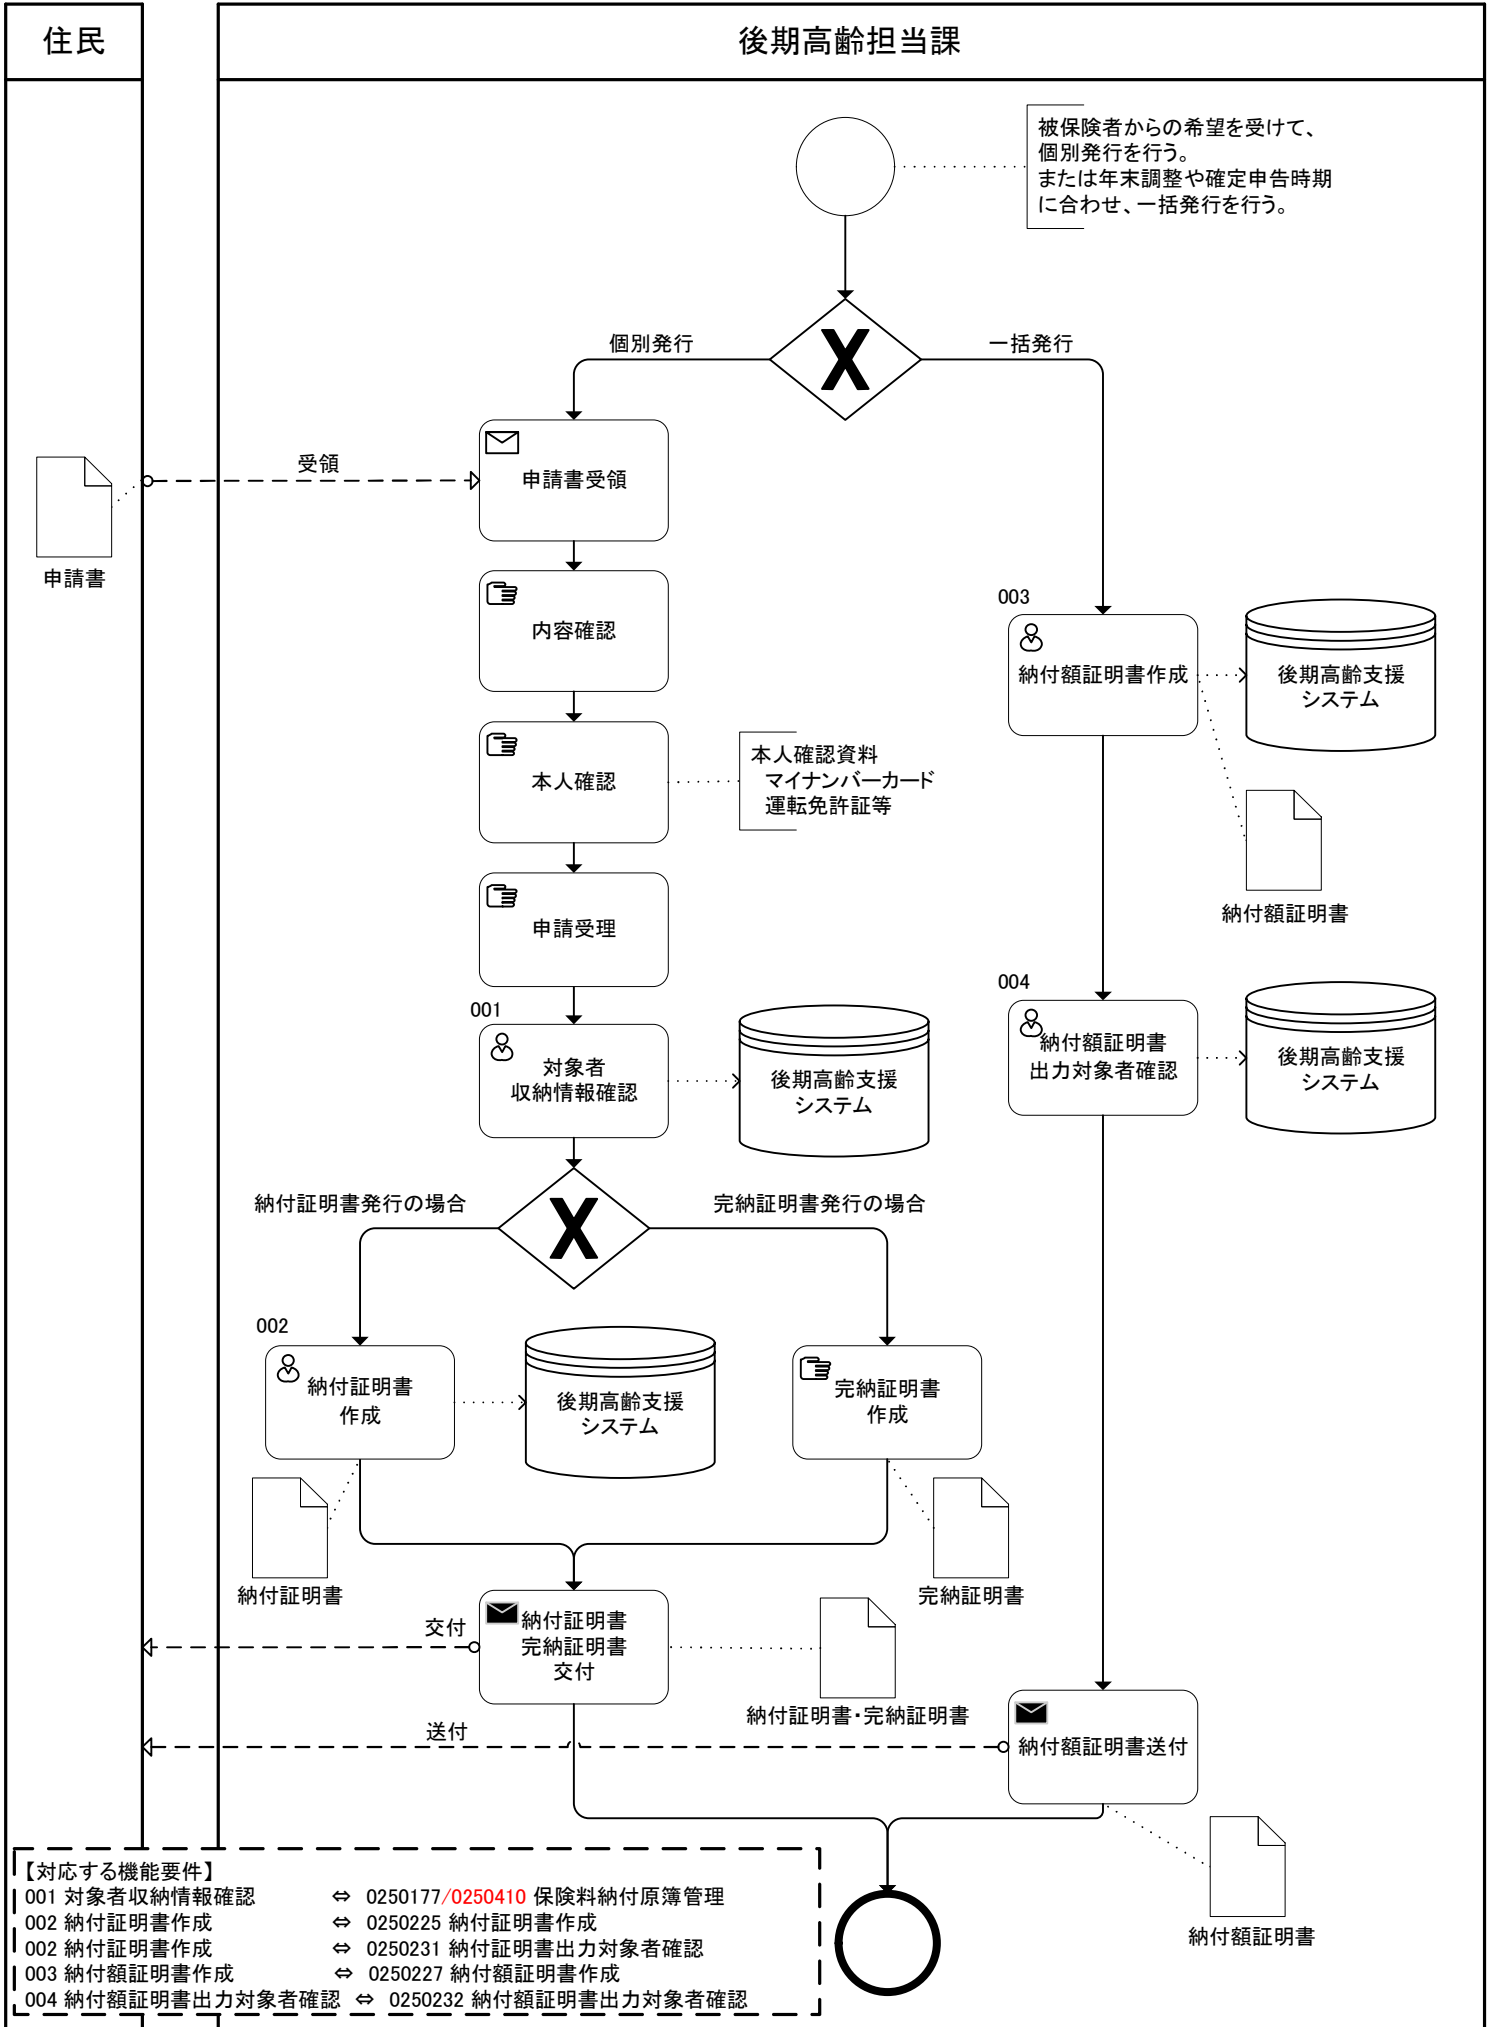 住民
後期高齢担当課
被保険者からの希望を受けて、
個別発行を行う。
または年末調整や確定申告時期
に合わせ、一括発行を行う。
個別発行
一括発行
X
受領
申請書受領
申請書
内容確認
003
納付額証明書作成
後期高齢支援
システム
本人確認
本人確認資料
マイナンバーカード
運転免許証等
納付額証明書
申請受理
004
納付額証明書
出力対象者確認
後期高齢支援
システム
001
対象者
収納情報確認
後期高齢支援
システム
納付証明書発行の場合
完納証明書発行の場合
X
002
納付証明書
作成
後期高齢支援
システム
完納証明書
作成
納付証明書
完納証明書
交付
納付証明書
完納証明書
交付
納付証明書・完納証明書
送付
納付額証明書送付
納付額証明書
【対応する機能要件】
001 対象者収納情報確認 ⇔ 0250177/0250410 保険料納付原簿管理
002 納付証明書作成 ⇔ 0250225 納付証明書作成
002 納付証明書作成 ⇔ 0250231 納付証明書出力対象者確認
003 納付額証明書作成 ⇔ 0250227 納付額証明書作成
004 納付額証明書出力対象者確認 ⇔ 0250232 納付額証明書出力対象者確認